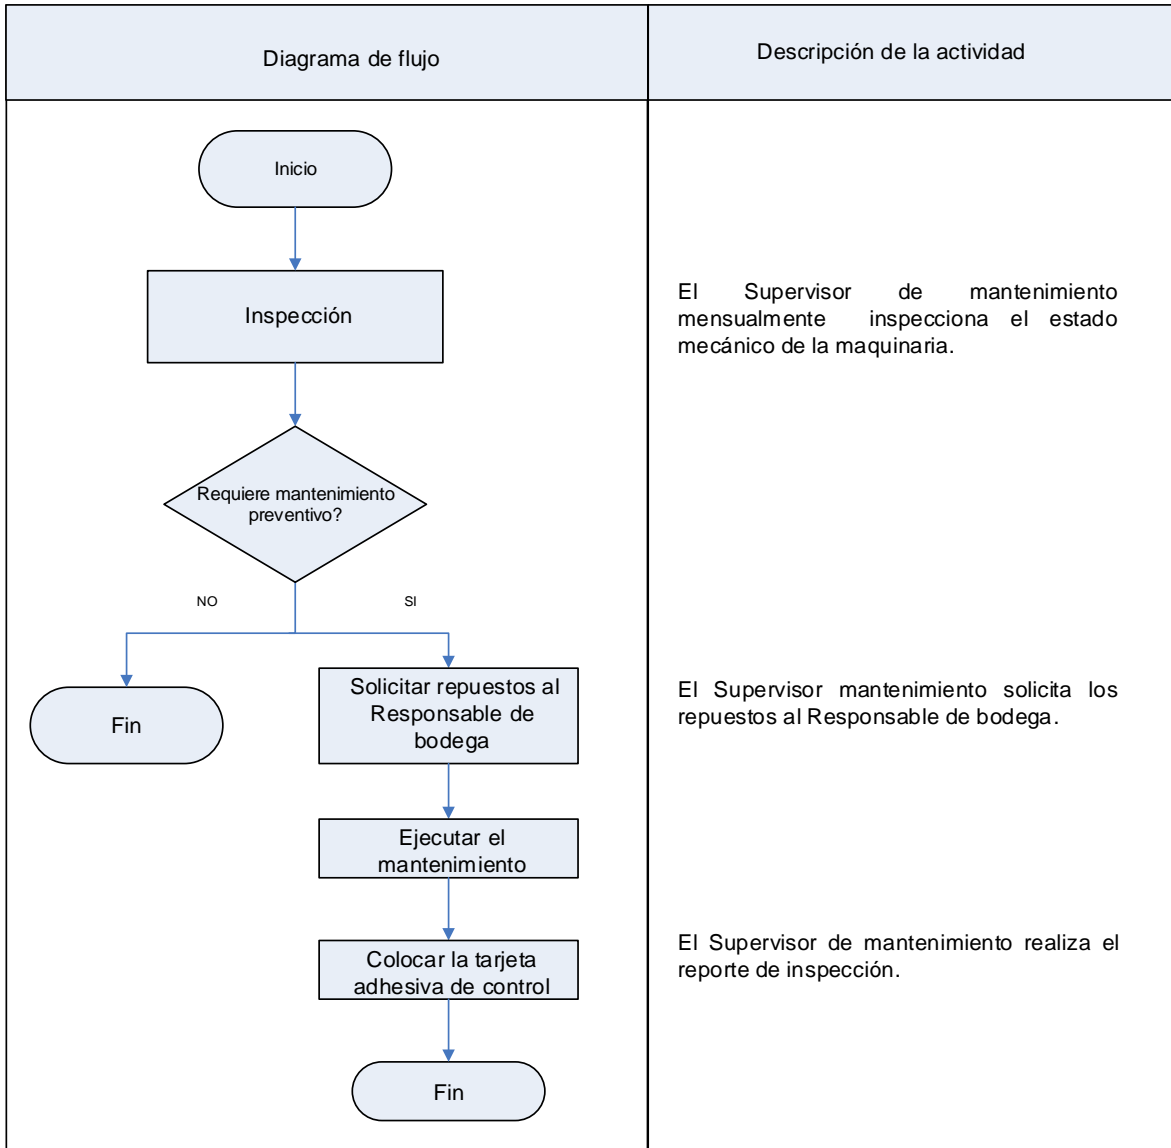 Diagrama de flujo
Descripción de la actividad
Inicio
Inspección
El Supervisor de mantenimiento
mensualmente inspecciona el estado
mecánico de la maquinaria.
Requiere mantenimiento
preventivo?
NO
SI
Fin
Solicitar repuestos al
Responsable de
bodega
El Supervisor mantenimiento solicita los
repuestos al Responsable de bodega.
Ejecutar el
mantenimiento
Colocar la tarjeta
adhesiva de control
El Supervisor de mantenimiento realiza el
reporte de inspección.
Fin